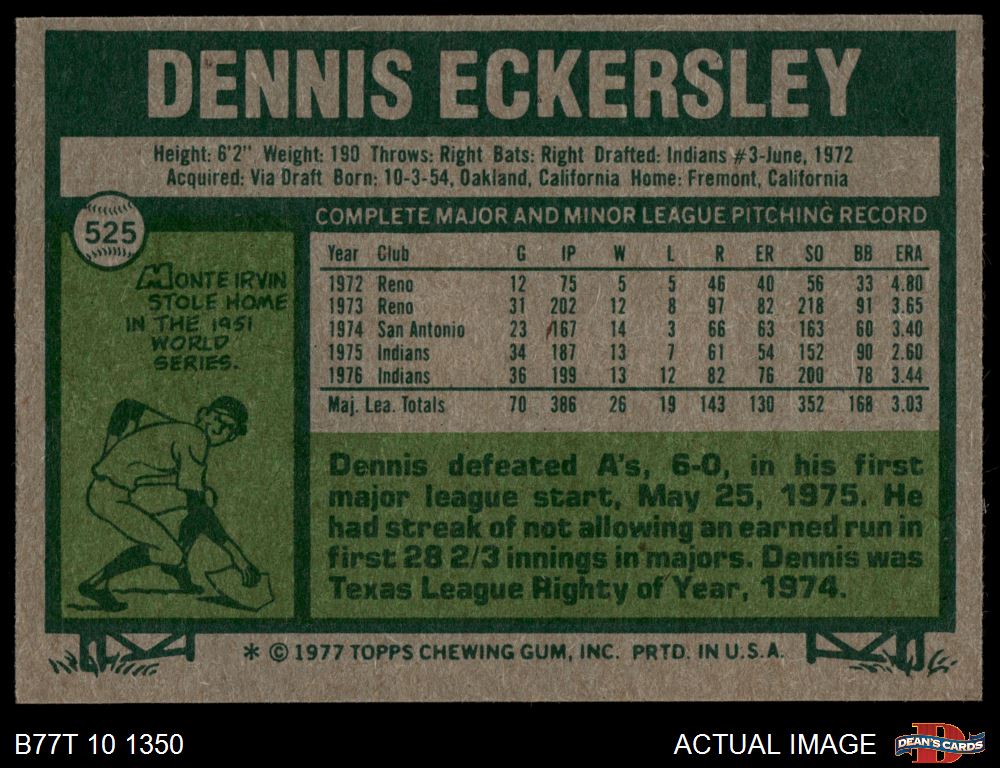 DENNIS ECKERSLEY
Height: 6'2" Weight: 190 Throws: Right Bats: Right Drafted: Indians #3-June, 1972
Acquired: Via Draft Born: 10-3-54, Oakland, California Home: Fremont, California
525
MONTE IRVIN
STOLE HOME
IN THE 1951
WORLD
SERIES.
COMPLETE MAJOR AND MINOR LEAGUE PITCHING RECORD
Year Club G IP W L R ER SO BB ERA
1972 Reno 12 75 5 5 46 40 56 33 4.80
1973 Reno 31 202 12 8 97 82 218 91 3.65
1974 San Antonio 23 167 14 3 66 63 163 60 3.40
1975 Indians 34 187 13 7 61 54 152 90 2.60
1976 Indians 36 199 13 12 82 76 200 78 3.44
Maj. Lea. Totals 70 386 26 19 143 130 352 168 3.03
Dennis defeated A's, 6-0, in his first
major league start, May 25, 1975. He
had streak of not allowing an earned run in
first 28 2/3 innings in majors. Dennis was
Texas League Righty of Year, 1974.
* © 1977 TOPPS CHEWING GUM, INC. PRTD. IN U.S.A.
B77T 10 1350
ACTUAL IMAGE
D
DEAN'S CARDS